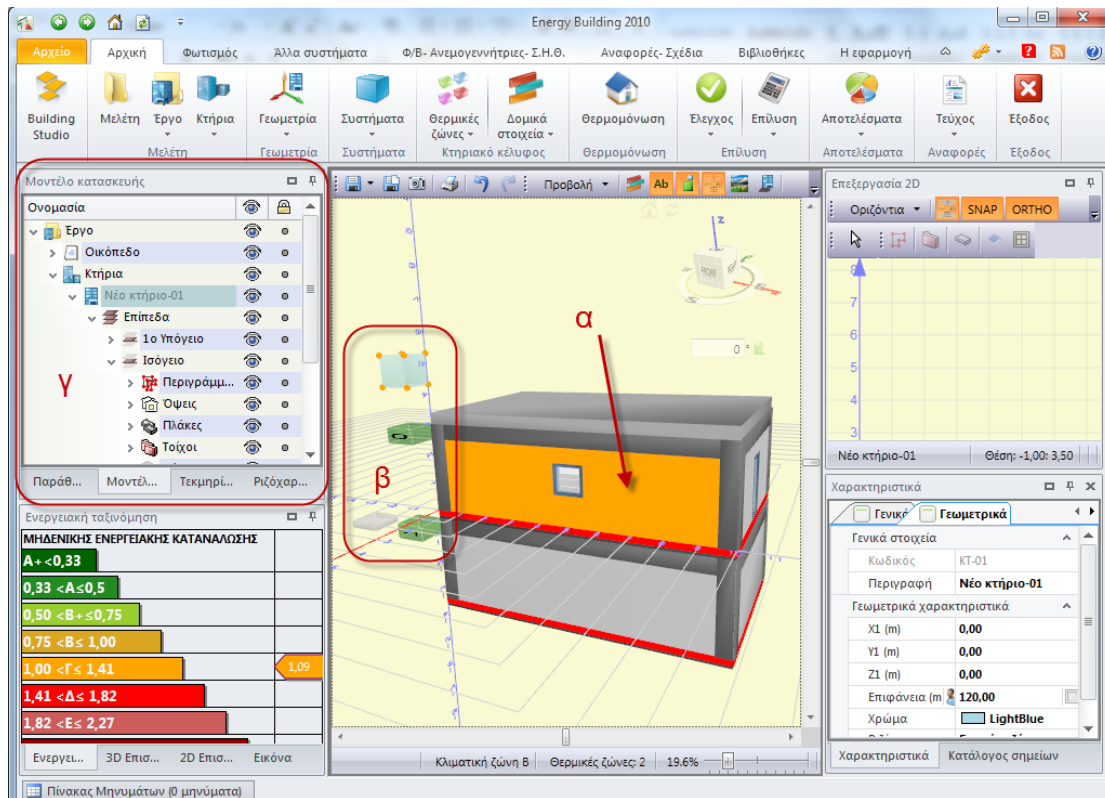 Energy Building 2010
Αρχείο Αρχική Φωτισμός Άλλα συστήματα Φ/Β- Ανεμογεννήτριες- Σ.Η.Θ. Αναφορές- Σχέδια Βιβλιοθήκες Η εφαρμογή
Building Studio
Μελέτη Έργο Κτήρια
Γεωμετρία
Συστήματα
Θερμικές ζώνες
Δομικά στοιχεία
Θερμομόνωση
Έλεγχος Επίλυση
Αποτελέσματα
Τεύχος
Έξοδος
Μελέτη Γεωμετρία Συστήματα Κτηριακό κέλυφος Θερμομόνωση Επίλυση Αποτελέσματα Αναφορές Έξοδος
Μοντέλο κατασκευής
Ονομασία
Έργο
Οικόπεδο
Κτήρια
Νέο κτήριο-01
Επίπεδα
1ο Υπόγειο
Ισόγειο
Περιγράμμ...
Όψεις
Πλάκες
Τοίχοι
γ
Παράθ... Μοντέλ... Τεκμηρί... Ριζόχαρ...
Ενεργειακή ταξινόμηση
ΜΗΔΕΝΙΚΗΣ ΕΝΕΡΓΕΙΑΚΗΣ ΚΑΤΑΝΑΛΩΣΗΣ
A+<0,33
0,33 <A≤0,5
0,50 <B+≤0,75
0,75 <B≤ 1,00
1,00 <Γ≤ 1,41
1,09
1,41 <Δ≤ 1,82
1,82 <E≤ 2,27
Ενεργει... 3D Επισ... 2D Επισ... Εικόνα
Προβολή
Ab
z
0 °
α
β
Κλιματική ζώνη Β Θερμικές ζώνες: 2 19.6%
Επεξεργασία 2D
Οριζόντια SNAP ORTHO
8
7
6
5
4
3
Νέο κτήριο-01 Θέση: -1,00: 3,50
Χαρακτηριστικά
Γενικά Γεωμετρικά
Γενικά στοιχεία
Κωδικός ΚΤ-01
Περιγραφή Νέο κτήριο-01
Γεωμετρικά χαρακτηριστικά
X1 (m) 0,00
Y1 (m) 0,00
Z1 (m) 0,00
Επιφάνεια (m 120,00
Χρώμα LightBlue
Χαρακτηριστικά Κατάλογος σημείων
Πίνακας Μηνυμάτων (0 μηνύματα)